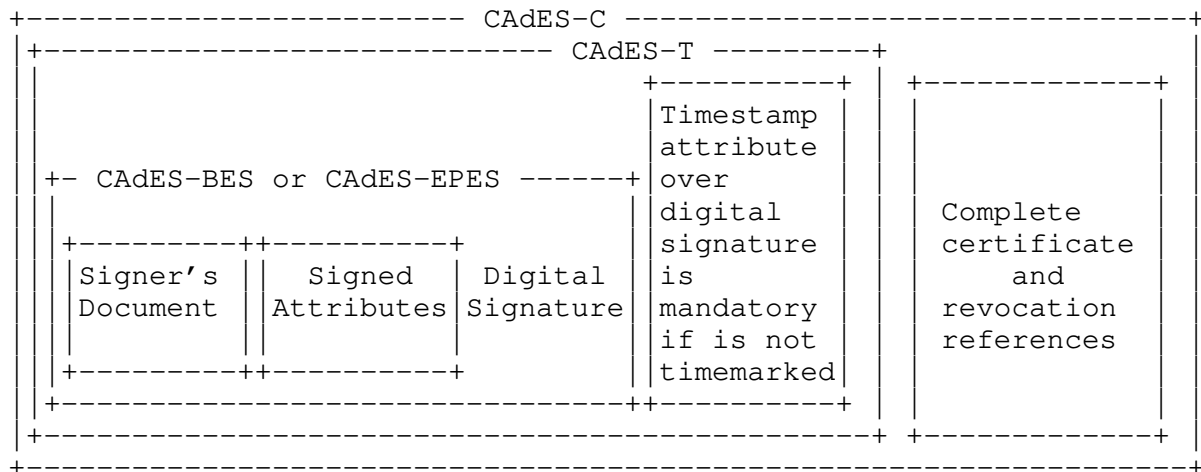 CAdES-C
CAdES-T
Timestamp
attribute
CAdES-BES or CAdES-EPES over
digital Complete
signature certificate
Signer's Signed Digital is and
Document Attributes Signature mandatory revocation
if is not references
timemarked